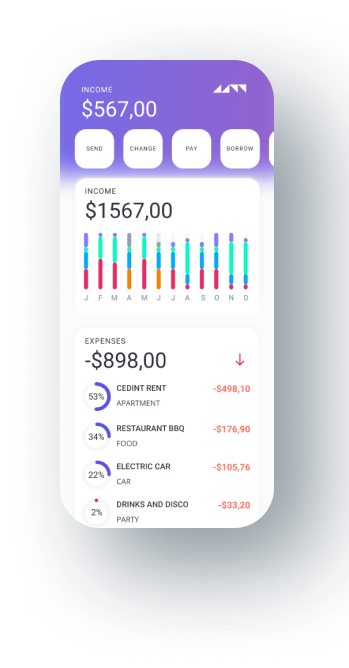 INCOME
$567,00
SEND CHANGE PAY BORROW
INCOME
$1567,00
J F M A M J J A S O N D
EXPENSES
-$898,00
53% CEDINT RENT -$498,10
APARTMENT
34% RESTAURANT BBQ -$176,90
FOOD
22% ELECTRIC CAR -$105,76
CAR
2% DRINKS AND DISCO -$33,20
PARTY